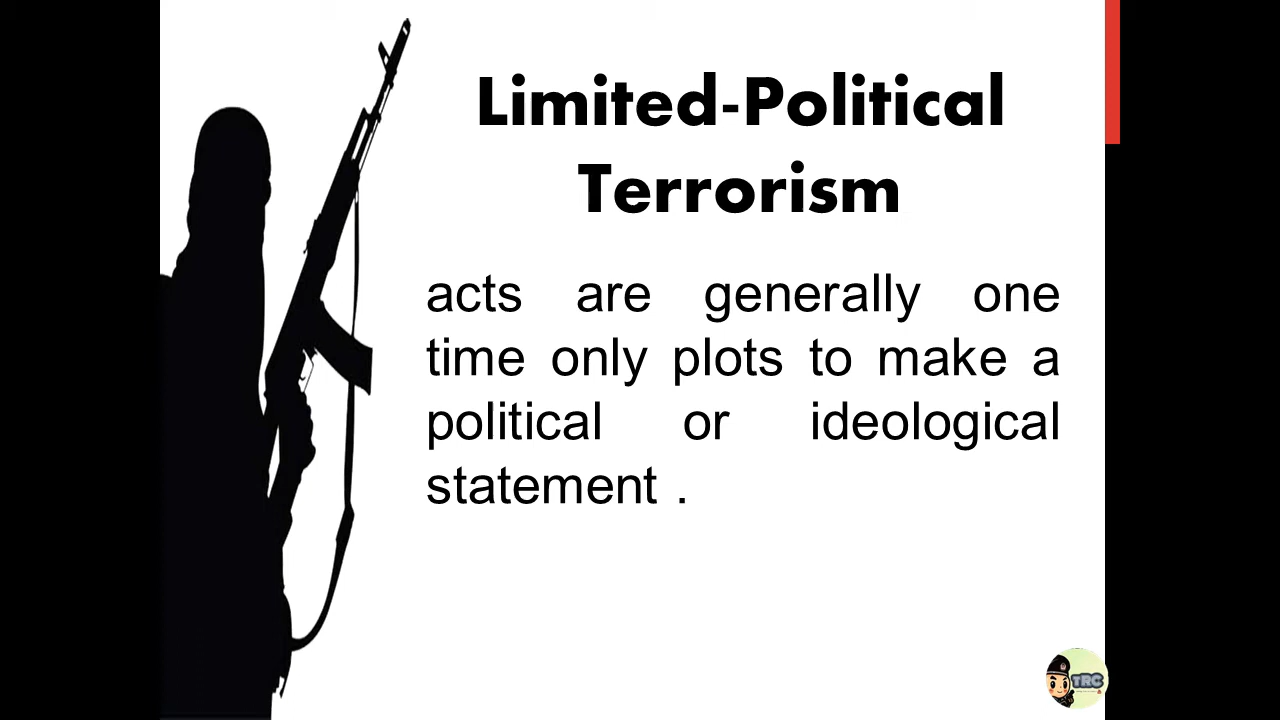 Limited-Political
Terrorism
acts are generally one
time only plots to make a
political or ideological
statement .
TRC